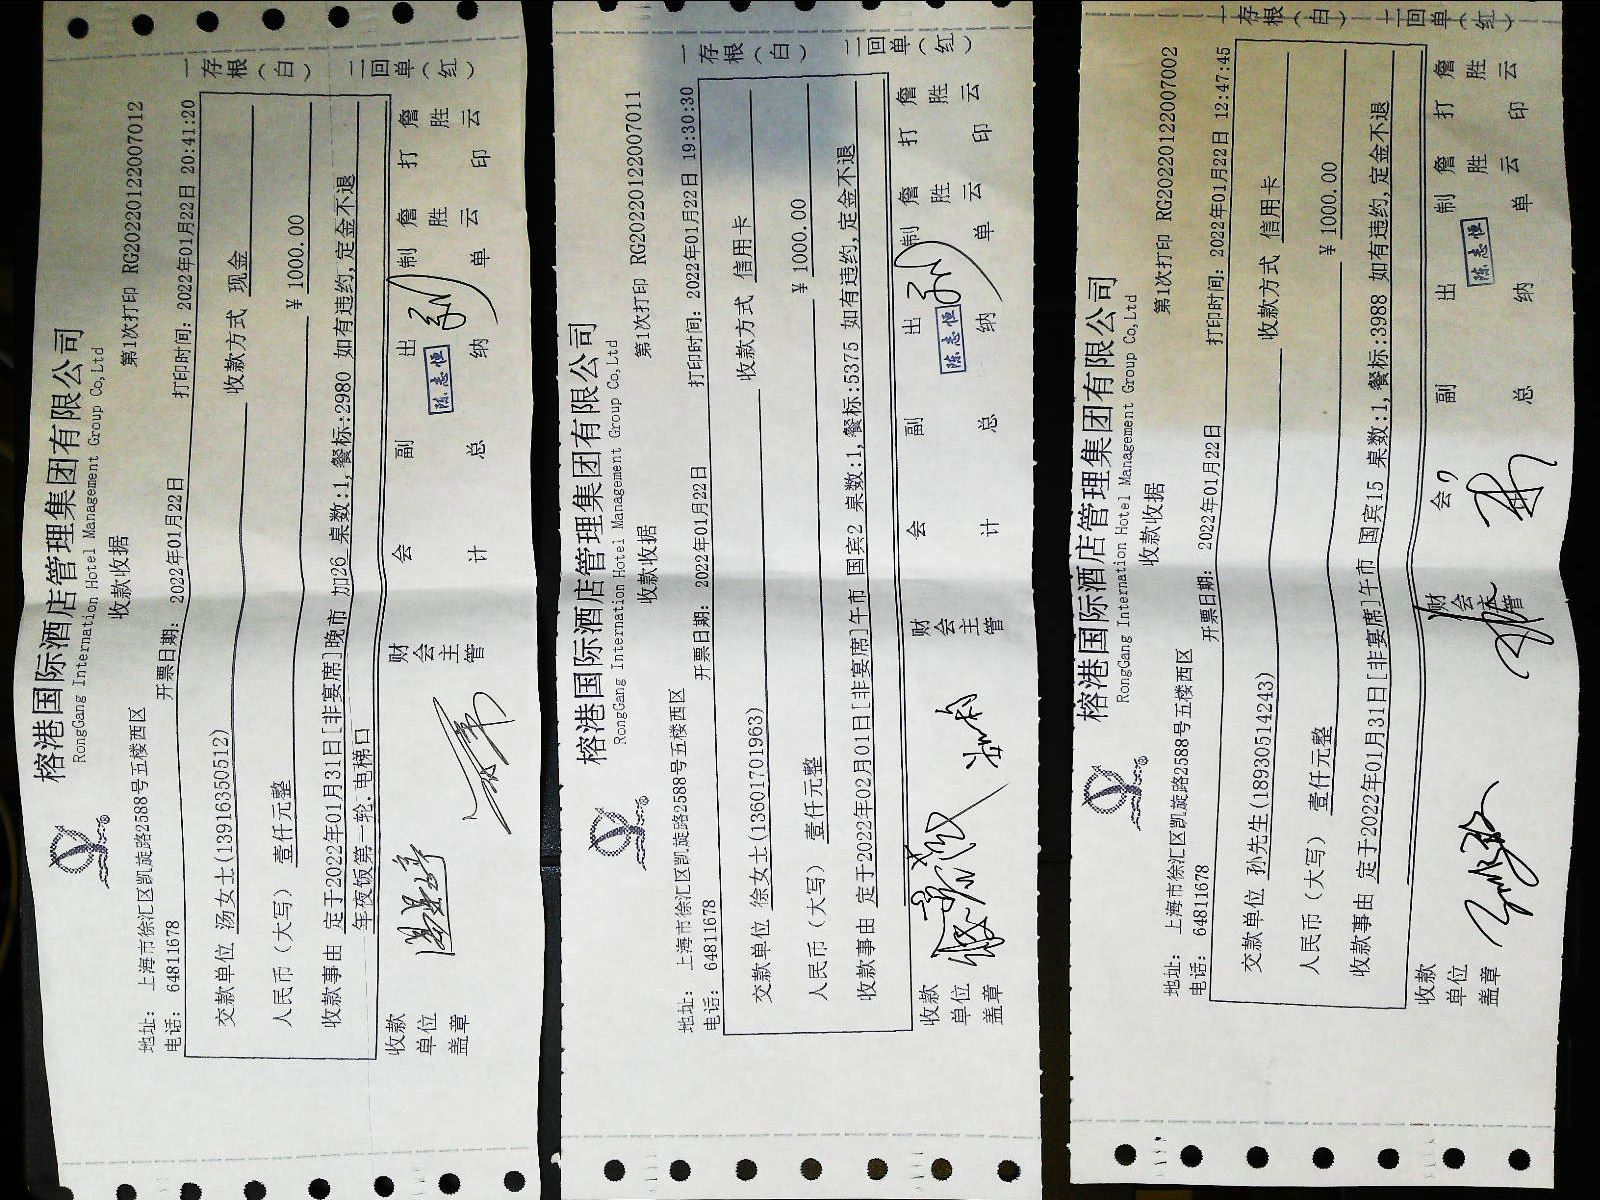 榕港国际酒店管理集团有限公司
RongGang International Hotel Management Group Co,Ltd
收款收据
第1次打印 RG20220122007012
地址: 上海市徐汇区凯旋路2588号五楼西区
电话: 64811678
开票日期: 2022年01月22日
打印时间: 2022年01月22日 20:41:20
交款单位 汤女士(13916350512)
收款方式 现金
人民币(大写) 壹仟元整
¥ 1000.00
收款事由 定于2022年01月31日[非宴席]晚市 加26 桌数:1,餐标:2980 如有违约,定金不退
年夜饭第一轮.电梯口
收款单位盖章
财会主管
会计
副总
出纳
陈志恒
制单 詹胜云
打印 詹胜云
一存根(白) 二回单(红)
榕港国际酒店管理集团有限公司
RongGang International Hotel Management Group Co,Ltd
收款收据
第1次打印 RG20220122007011
地址: 上海市徐汇区凯旋路2588号五楼西区
电话: 64811678
开票日期: 2022年01月22日
打印时间: 2022年01月22日 19:30:30
交款单位 徐女士(13601701963)
收款方式 信用卡
人民币(大写) 壹仟元整
¥ 1000.00
收款事由 定于2022年02月01日[非宴席]午市 国宾2 桌数:1,餐标:5375 如有违约,定金不退
收款单位盖章
财会主管
会计
副总
出纳
陈志恒
制单 詹胜云
打印 詹胜云
一存根(白) 二回单(红)
榕港国际酒店管理集团有限公司
RongGang International Hotel Management Group Co,Ltd
收款收据
第1次打印 RG20220122007002
地址: 上海市徐汇区凯旋路2588号五楼西区
电话: 64811678
开票日期: 2022年01月22日
打印时间: 2022年01月22日 12:47:45
交款单位 孙先生(18930514243)
收款方式 信用卡
人民币(大写) 壹仟元整
¥ 1000.00
收款事由 定于2022年01月31日[非宴席]午市 国宾15 桌数:1,餐标:3988 如有违约,定金不退
收款单位盖章
财会主管
会
副总
出纳
陈志恒
制单 詹胜云
打印 詹胜云
一存根(白) 二回单(红)